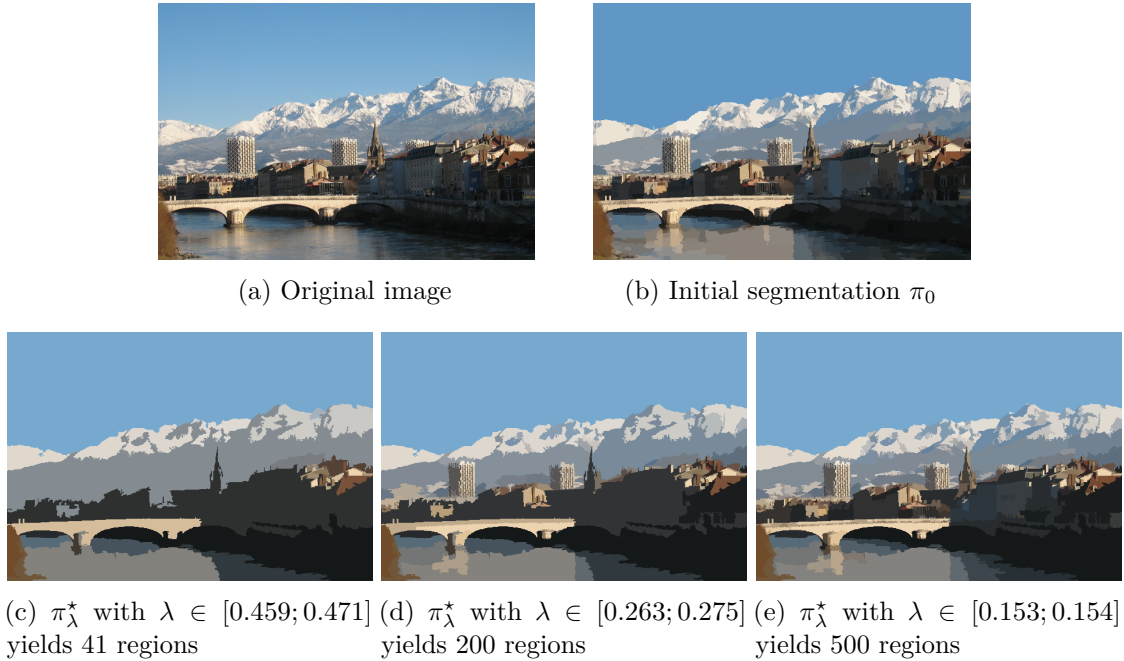 (a) Original image
(b) Initial segmentation π₀
(c) π⋆λ with λ ∈ [0.459; 0.471]
yields 41 regions
(d) π⋆λ with λ ∈ [0.263; 0.275]
yields 200 regions
(e) π⋆λ with λ ∈ [0.153; 0.154]
yields 500 regions